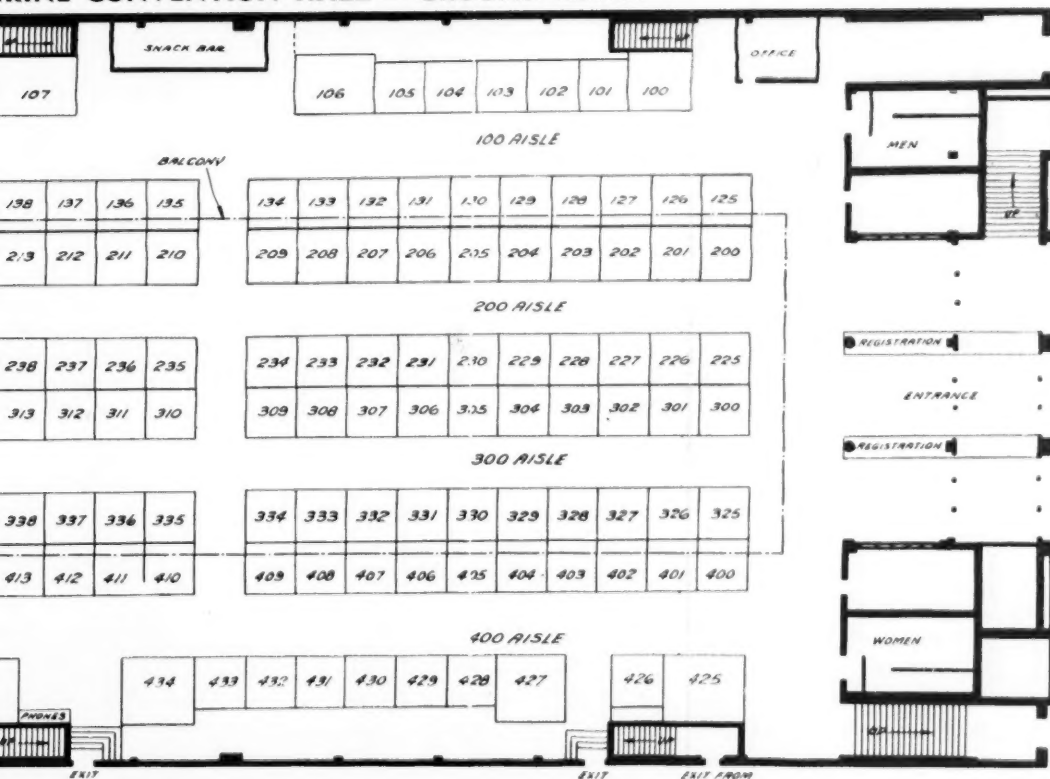 SNACK BAR
UP
OFFICE
107
106 105 104 103 102 101 100
100 AISLE
MEN
BALCONY
UP
138 137 136 135 134 133 132 131 130 129 128 127 126 125
213 212 211 210 209 208 207 206 205 204 203 202 201 200
200 AISLE
REGISTRATION
238 237 236 235 234 233 232 231 230 229 228 227 226 225
ENTRANCE
313 312 311 310 309 308 307 306 305 304 303 302 301 300
REGISTRATION
300 AISLE
338 337 336 335 334 333 332 331 330 329 328 327 326 325
413 412 411 410 409 408 407 406 405 404 403 402 401 400
400 AISLE
WOMEN
434 433 432 431 430 429 428 427 426 425
PHONES
UP
UP
UP
EXIT
EXIT
EXIT FROM